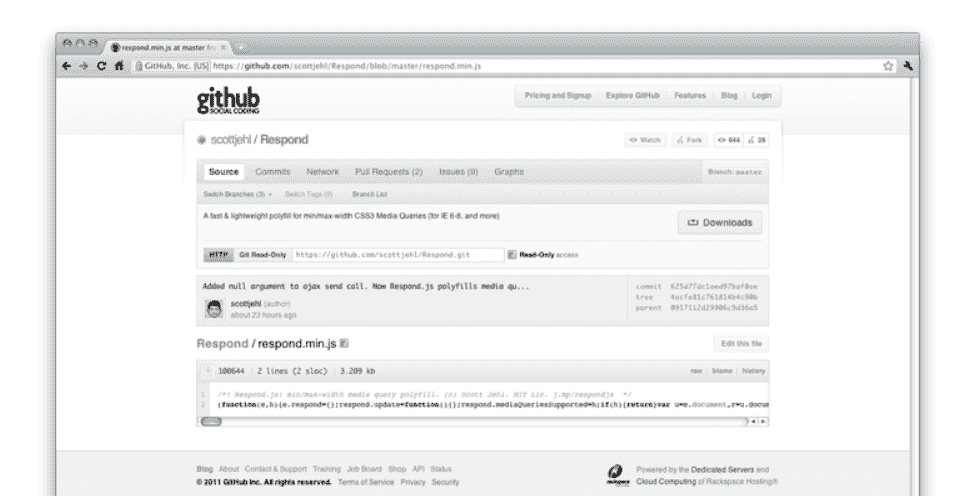 respond.min.js at master fro
GitHub, Inc. [US] https://github.com/scottjehl/Respond/blob/master/respond.min.js
github
SOCIAL CODING
Pricing and Signup Explore GitHub Features Blog Login
scottjehl / Respond
Watch Fork 644 28
Source Commits Network Pull Requests (2) Issues (9) Graphs
Branch: master
Switch Branches (3) Switch Tags (0) Branch List
A fast & lightweight polyfill for min/max-width CSS3 Media Queries (for IE 6-8, and more)
Downloads
HTTP Git Read-Only https://github.com/scottjehl/Respond.git Read-Only access
Added null argument to ajax send call. Now Respond.js polyfills media qu...
scottjehl (author)
about 23 hours ago
commit
tree
parent
Respond / respond.min.js
Edit this file
100644 2 lines (2 sloc) 3.209 kb
raw blame history
1 /*! Respond.js: min/max-width media query polyfill. (c) Scott Jehl. MIT Lic. j.mp/respondjs */
2 (function(e,h){e.respond={};respond.update=function(){};respond.mediaQueriesSupported=h;if(h){return}var u=e.document,r=u.docum
Blog About Contact & Support Training Job Board Shop API Status
© 2011 GitHub Inc. All rights reserved. Terms of Service Privacy Security
rackspace
Powered by the Dedicated Servers and
Cloud Computing of Rackspace Hosting®